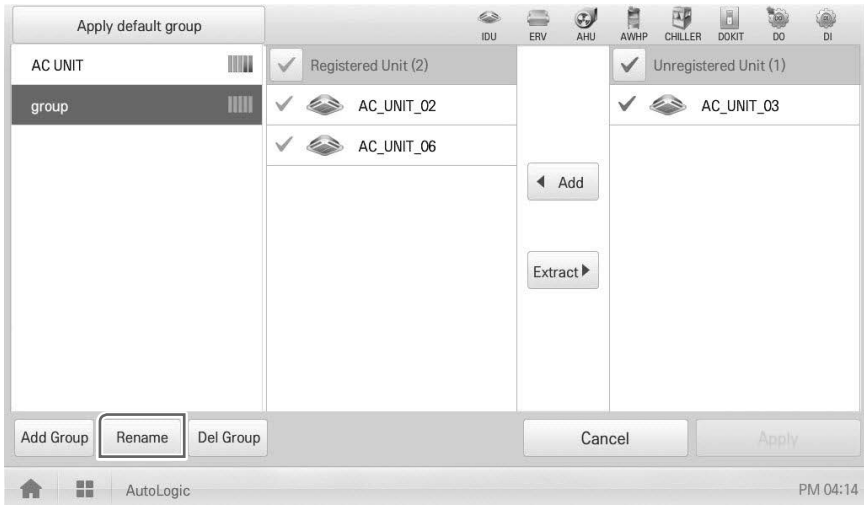 Apply default group
IDU ERV AHU AWHP CHILLER DOKIT DO DI
AC UNIT
group
Registered Unit (2)
AC_UNIT_02
AC_UNIT_06
Add
Extract
Unregistered Unit (1)
AC_UNIT_03
Add Group Rename Del Group Cancel Apply
AutoLogic PM 04:14